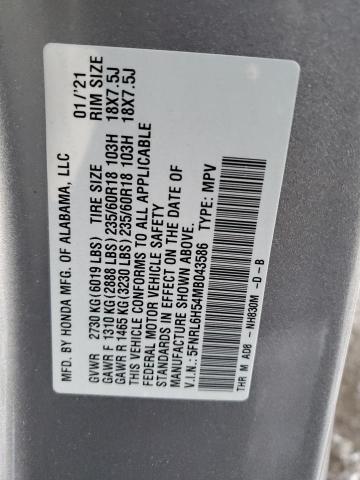 MFD. BY HONDA MFG. OF ALABAMA, LLC 01/'21
GVWR 2730 KG(6019 LBS) TIRE SIZE RIM SIZE
GAWR F 1310 KG(2888 LBS) 235/60R18 103H 18X7.5J
GAWR R 1465 KG(3230 LBS) 235/60R18 103H 18X7.5J
THIS VEHICLE CONFORMS TO ALL APPLICABLE
FEDERAL MOTOR VEHICLE SAFETY
STANDARDS IN EFFECT ON THE DATE OF
MANUFACTURE SHOWN ABOVE.
V.I.N.: 5FNRL6H54MB043586 TYPE: MPV
THR M AD8 - NH830M -D-B